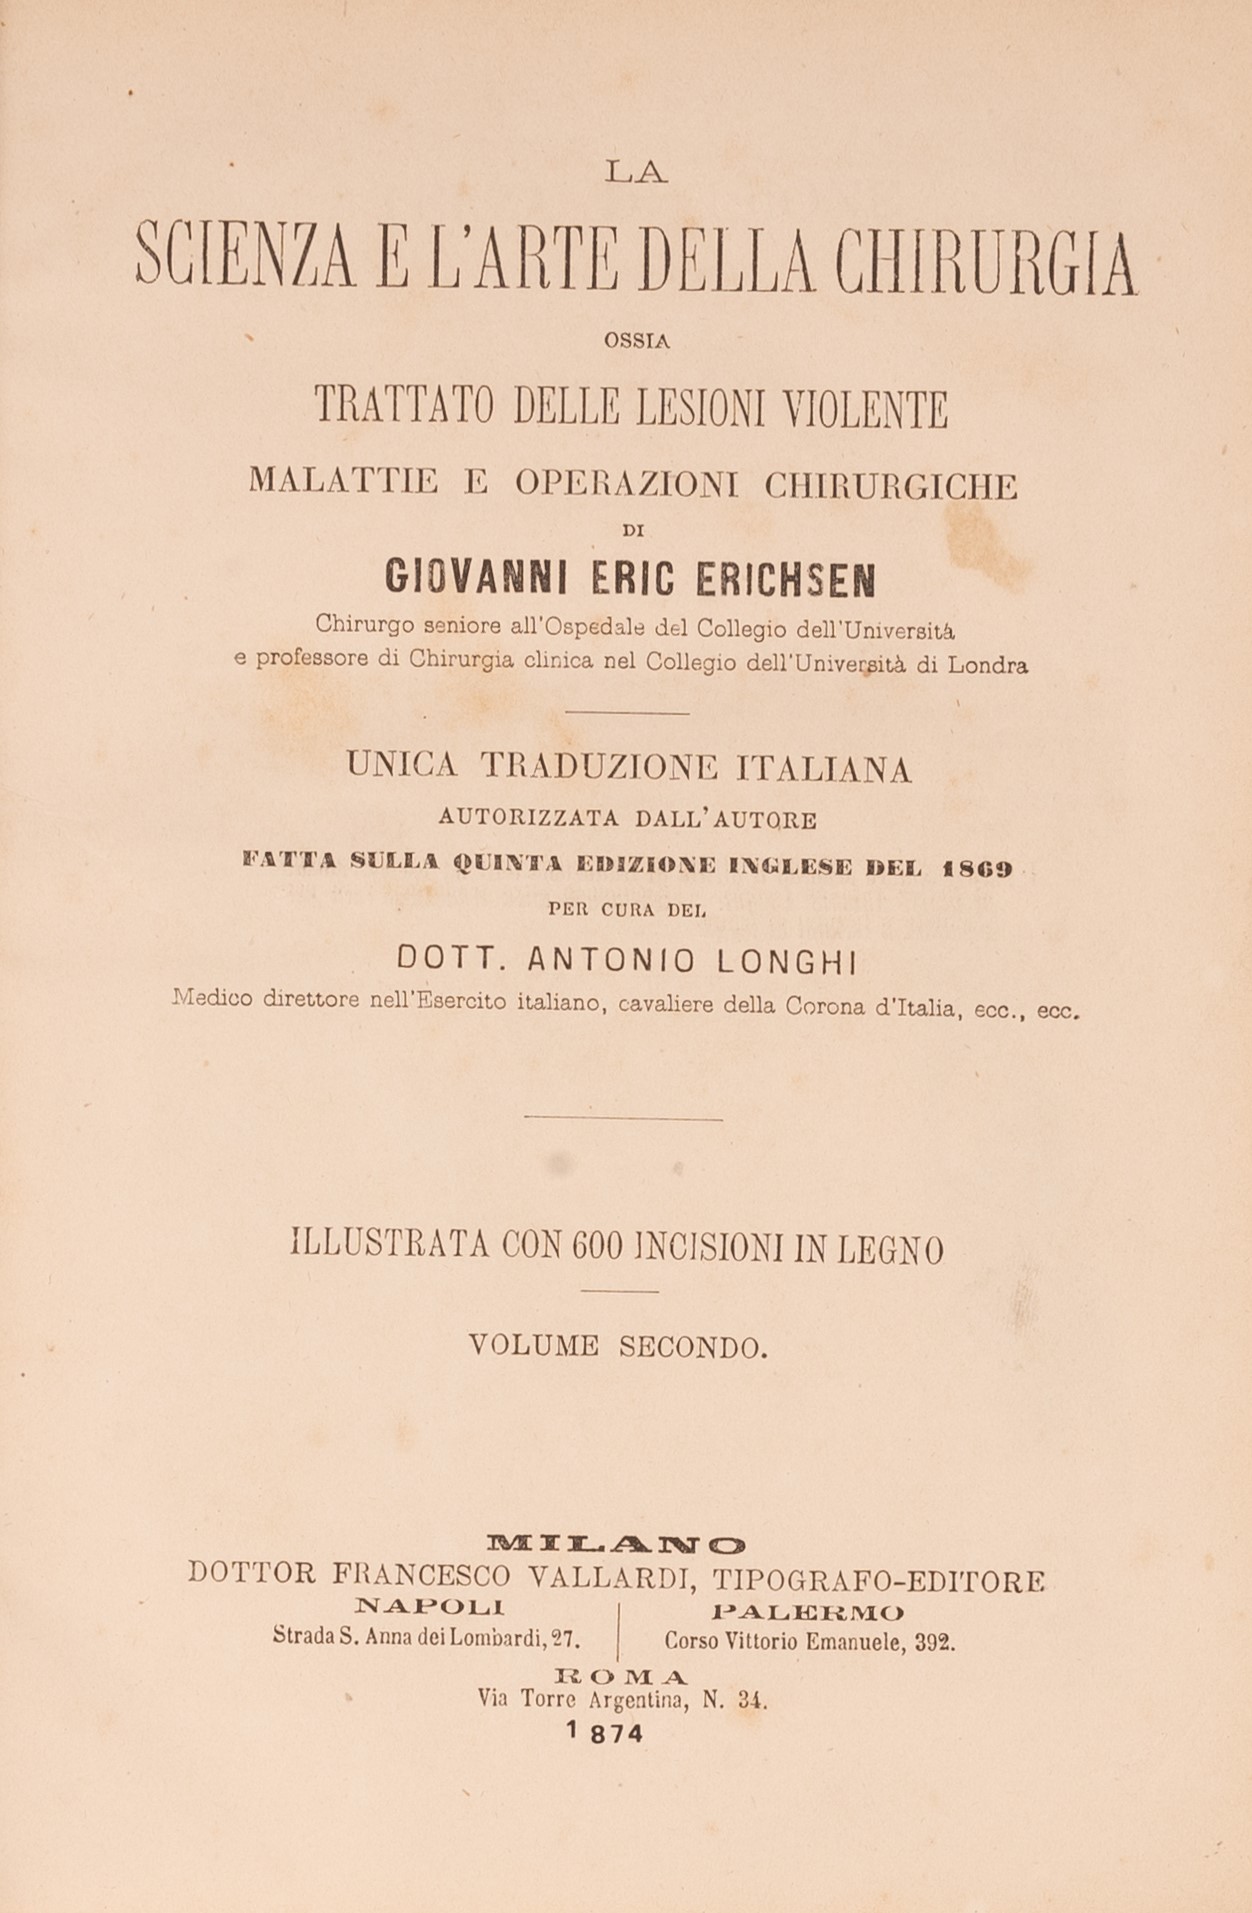 LA
SCIENZA E L'ARTE DELLA CHIRURGIA
OSSIA
TRATTATO DELLE LESIONI VIOLENTE
MALATTIE E OPERAZIONI CHIRURGICHE
DI
GIOVANNI ERIC ERICHSEN
Chirurgo seniore all'Ospedale del Collegio dell'Università
e professore di Chirurgia clinica nel Collegio dell'Università di Londra
UNICA TRADUZIONE ITALIANA
AUTORIZZATA DALL'AUTORE
FATTA SULLA QUINTA EDIZIONE INGLESE DEL 1869
PER CURA DEL
DOTT. ANTONIO LONGHI
Medico direttore nell'Esercito italiano, cavaliere della Corona d'Italia, ecc., ecc.
ILLUSTRATA CON 600 INCISIONI IN LEGNO
VOLUME SECONDO.
MILANO
DOTTOR FRANCESCO VALLARDI, TIPOGRAFO-EDITORE
NAPOLI
Strada S. Anna dei Lombardi, 27.
PALERMO
Corso Vittorio Emanuele, 392.
ROMA
Via Torre Argentina, N. 34.
1874